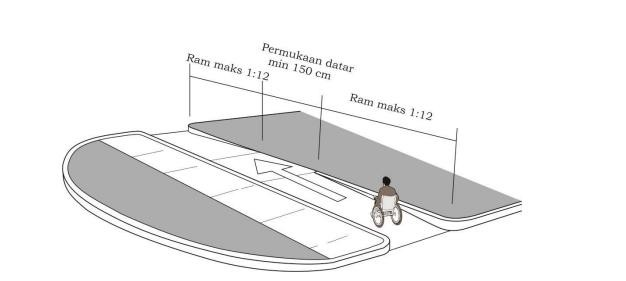 Ram maks 1:12
Permukaan datar
min 150 cm
Ram maks 1:12